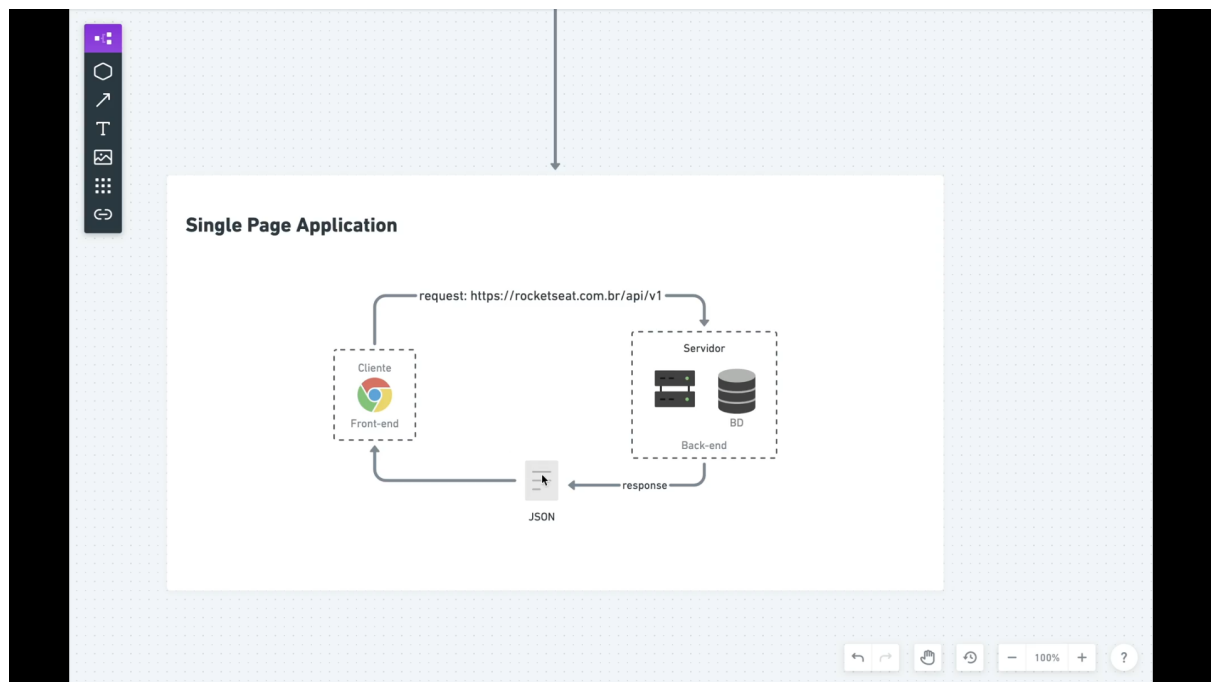 T
Single Page Application
request: https://rocketseat.com.br/api/v1
Cliente
Front-end
Servidor
BD
Back-end
response
JSON
100%
?